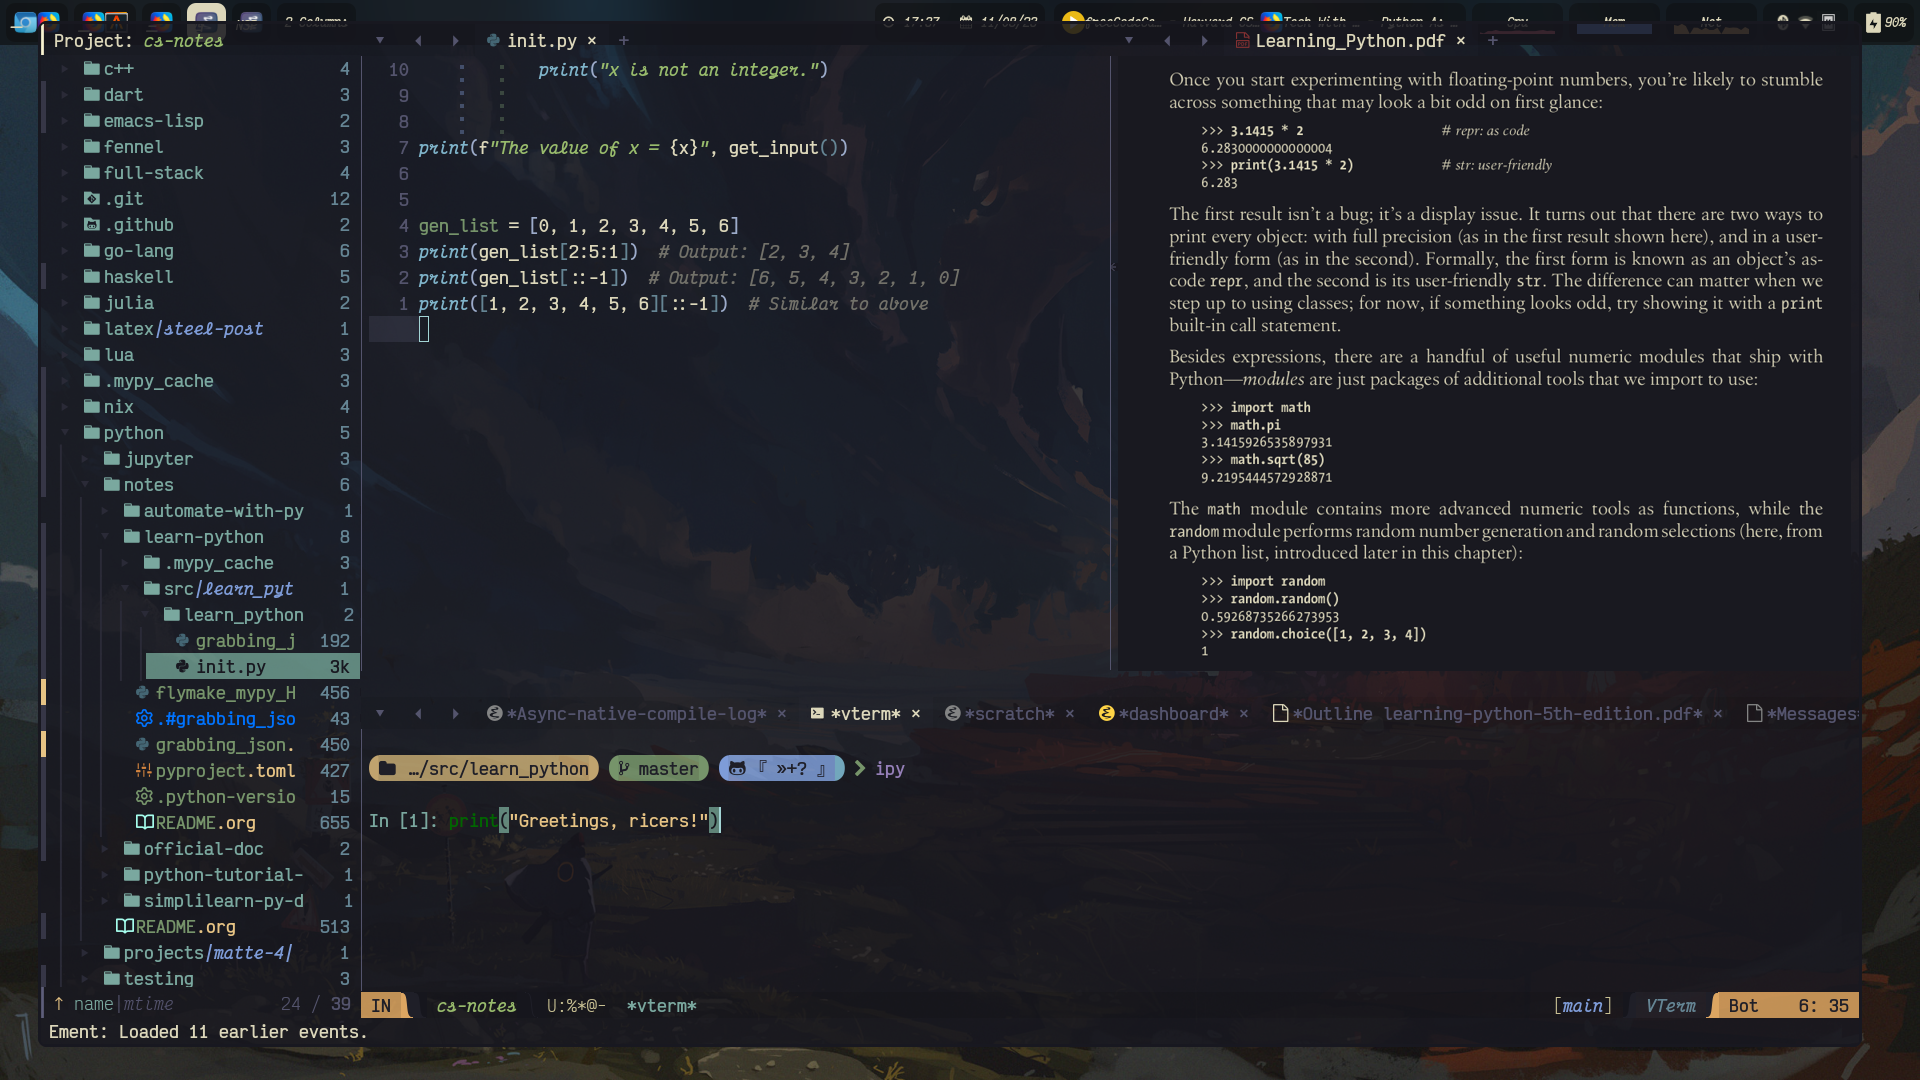 2 Columns
17:37
11/08/23
freeCodeCa…
Harvard CS…
Tech With …
Python A: …
Cpu
Mem
Net
90%
Project: cs-notes
c++ 4
dart 3
emacs-lisp 2
fennel 3
full-stack 4
.git 12
.github 2
go-lang 6
haskell 5
julia 2
latex/steel-post 1
lua 3
.mypy_cache 3
nix 4
python 5
jupyter 3
notes 6
automate-with-py 1
learn-python 8
.mypy_cache 3
src/learn_pyt 1
learn_python 2
grabbing_j 192
init.py 3k
flymake_mypy_H 456
.#grabbing_jso 43
grabbing_json. 450
pyproject.toml 427
.python-versio 15
README.org 655
official-doc 2
python-tutorial- 1
simplilearn-py-d 1
README.org 513
projects/matte-4/ 1
testing 3
↑ name|mtime 24 / 39
init.py × +
10 print("x is not an integer.")
9
8
7 print(f"The value of x = {x}", get_input())
6
5
4 gen_list = [0, 1, 2, 3, 4, 5, 6]
3 print(gen_list[2:5:1]) # Output: [2, 3, 4]
2 print(gen_list[::-1]) # Output: [6, 5, 4, 3, 2, 1, 0]
1 print([1, 2, 3, 4, 5, 6][::-1]) # Similar to above
Learning_Python.pdf × +
Once you start experimenting with floating-point numbers, you're likely to stumble
across something that may look a bit odd on first glance:
>>> 3.1415 * 2 # repr: as code
6.2830000000000004
>>> print(3.1415 * 2) # str: user-friendly
6.283
The first result isn't a bug; it's a display issue. It turns out that there are two ways to
print every object: with full precision (as in the first result shown here), and in a user-
friendly form (as in the second). Formally, the first form is known as an object's as-
code repr, and the second is its user-friendly str. The difference can matter when we
step up to using classes; for now, if something looks odd, try showing it with a print
built-in call statement.
Besides expressions, there are a handful of useful numeric modules that ship with
Python—modules are just packages of additional tools that we import to use:
>>> import math
>>> math.pi
3.1415926535897931
>>> math.sqrt(85)
9.2195444572928871
The math module contains more advanced numeric tools as functions, while the
random module performs random number generation and random selections (here, from
a Python list, introduced later in this chapter):
>>> import random
>>> random.random()
0.59268735266273953
>>> random.choice([1, 2, 3, 4])
1
*Async-native-compile-log* × *vterm* × *scratch* × *dashboard* × *Outline learning-python-5th-edition.pdf* × *Messages
…/src/learn_python master 『 »+? 』 ipy
In [1]: print("Greetings, ricers!")
IN cs-notes U:%*@- *vterm* [main] VTerm Bot 6: 35
Ement: Loaded 11 earlier events.